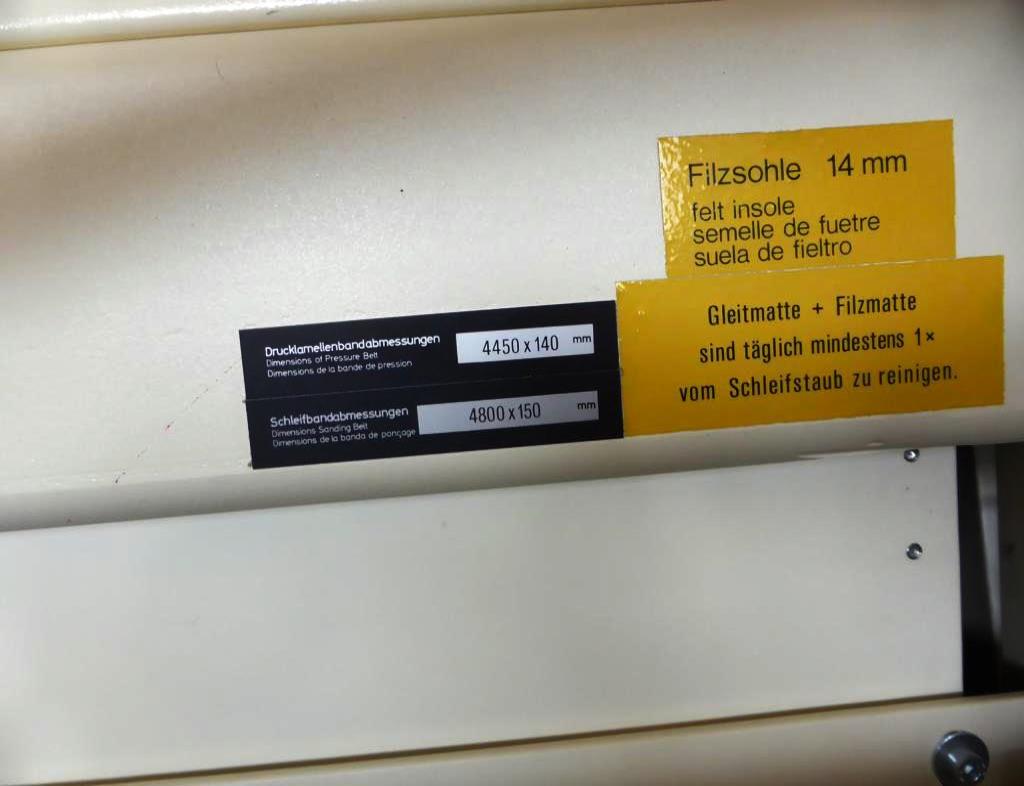 Filzsohle 14 mm
felt insole
semelle de fuetre
suela de fieltro
Gleitmatte + Filzmatte
sind täglich mindestens 1×
vom Schleifstaub zu reinigen.
Drucklamellenbandabmessungen 4450 x 140 mm
Dimensions of Pressure Belt
Dimensions de la bande de pression
Schleifbandabmessungen 4800 x 150 mm
Dimensions Sanding Belt
Dimensions de la banda de ponçage